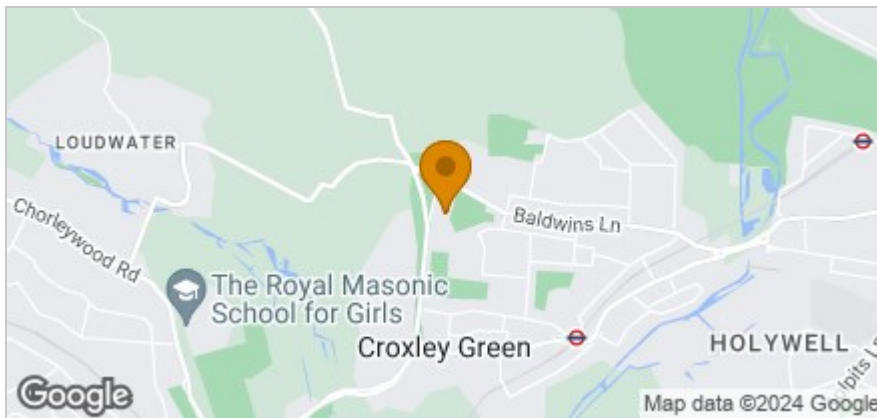 LOUDWATER
Chorleywood Rd
Baldwins Ln
The Royal Masonic
School for Girls
Croxley Green
HOLYWELL
Google
Map data ©2024 Google